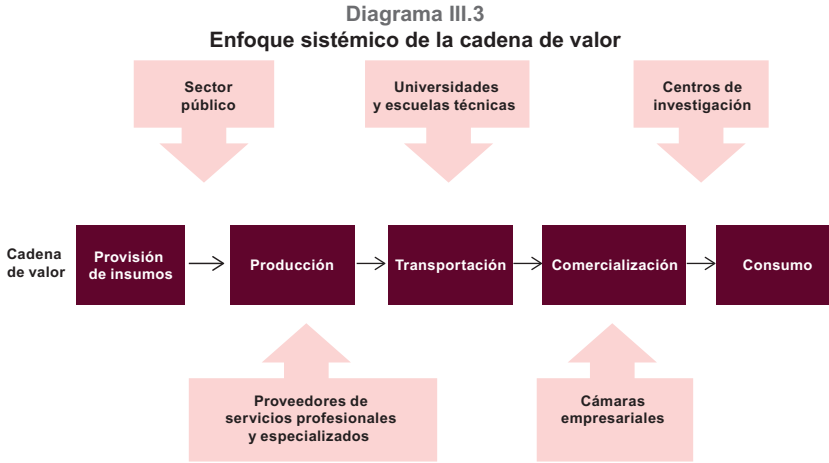 Diagrama III.3
Enfoque sistémico de la cadena de valor
Sector
público
Universidades
y escuelas técnicas
Centros de
investigación
Cadena
de valor
Provisión
de insumos
Producción
Transportación
Comercialización
Consumo
Proveedores de
servicios profesionales
y especializados
Cámaras
empresariales